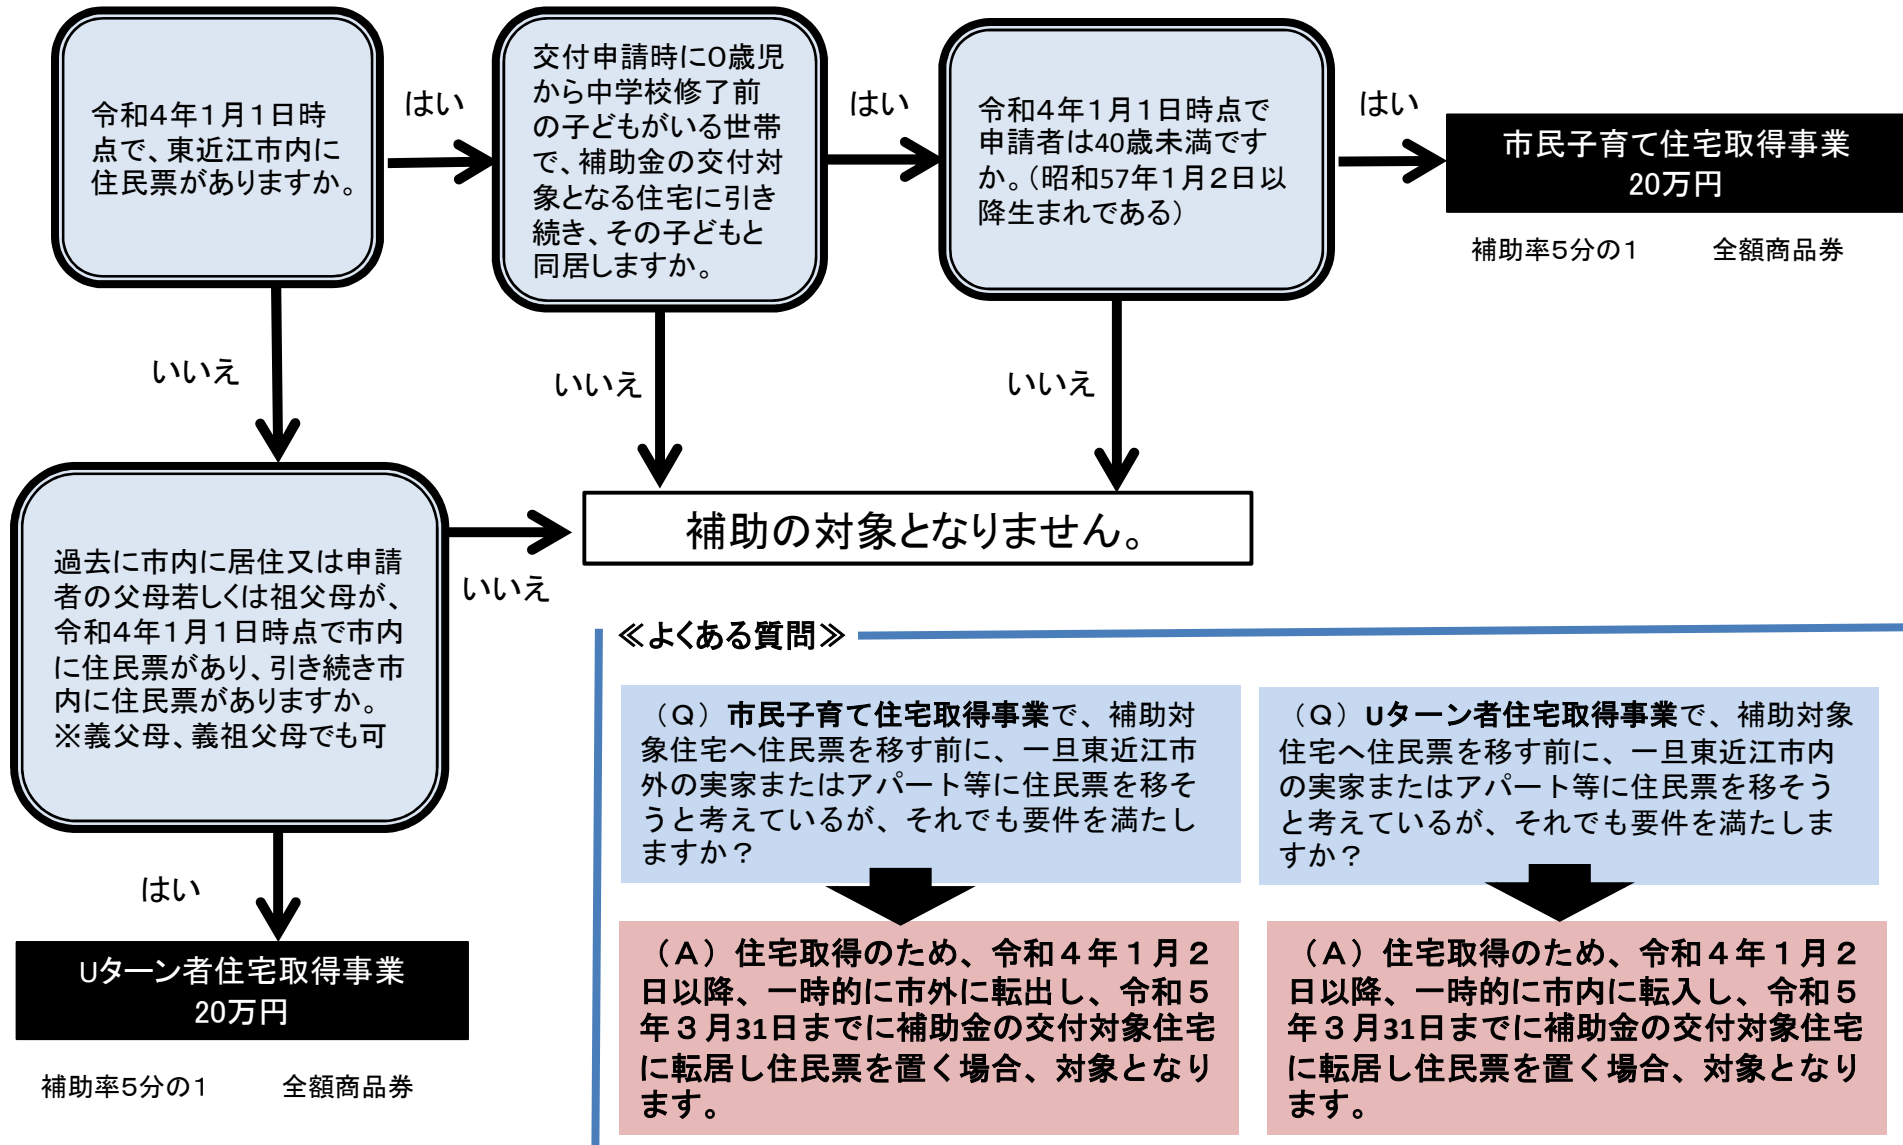 令和4年1月1日時
点で、東近江市内に
住民票がありますか。
はい
交付申請時に0歳児
から中学校修了前
の子どもがいる世帯
で、補助金の交付対
象となる住宅に引き
続き、その子どもと
同居しますか。
はい
令和4年1月1日時点で
申請者は40歳未満です
か。（昭和57年1月2日以
降生まれである）
はい
市民子育て住宅取得事業
20万円
補助率5分の1　全額商品券
いいえ
いいえ
いいえ
補助の対象となりません。
過去に市内に居住又は申請
者の父母若しくは祖父母が、
令和4年1月1日時点で市内
に住民票があり、引き続き市
内に住民票がありますか。
※義父母、義祖父母でも可
いいえ
はい
Uターン者住宅取得事業
20万円
補助率5分の1　全額商品券
≪よくある質問≫
（Q）市民子育て住宅取得事業で、補助対
象住宅へ住民票を移す前に、一旦東近江市
外の実家またはアパート等に住民票を移そ
うと考えているが、それでも要件を満たし
ますか？
（A）住宅取得のため、令和４年１月２
日以降、一時的に市外に転出し、令和５
年３月31日までに補助金の交付対象住宅
に転居し住民票を置く場合、対象となり
ます。
（Q）Uターン者住宅取得事業で、補助対象
住宅へ住民票を移す前に、一旦東近江市内
の実家またはアパート等に住民票を移そう
と考えているが、それでも要件を満たしま
すか？
（A）住宅取得のため、令和４年１月２
日以降、一時的に市内に転入し、令和５
年３月31日までに補助金の交付対象住宅
に転居し住民票を置く場合、対象となり
ます。